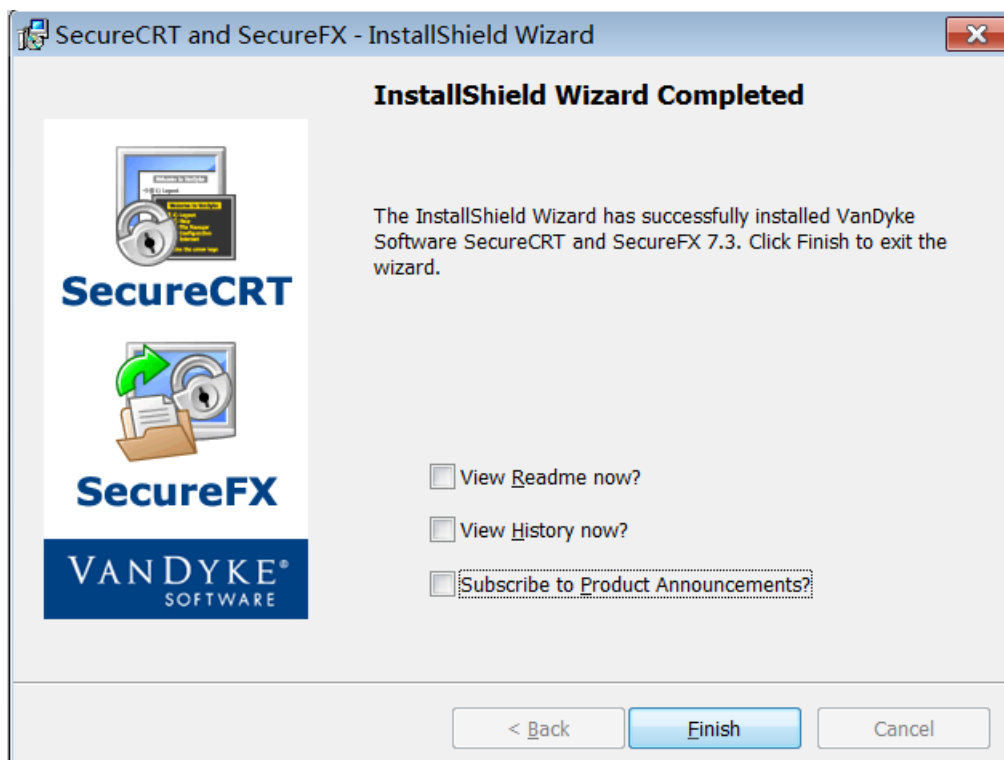 SecureCRT and SecureFX - InstallShield Wizard
InstallShield Wizard Completed
The InstallShield Wizard has successfully installed VanDyke
Software SecureCRT and SecureFX 7.3. Click Finish to exit the
wizard.
SecureCRT
SecureFX
VANDYKE®
SOFTWARE
View Readme now?
View History now?
Subscribe to Product Announcements?
< Back
Finish
Cancel